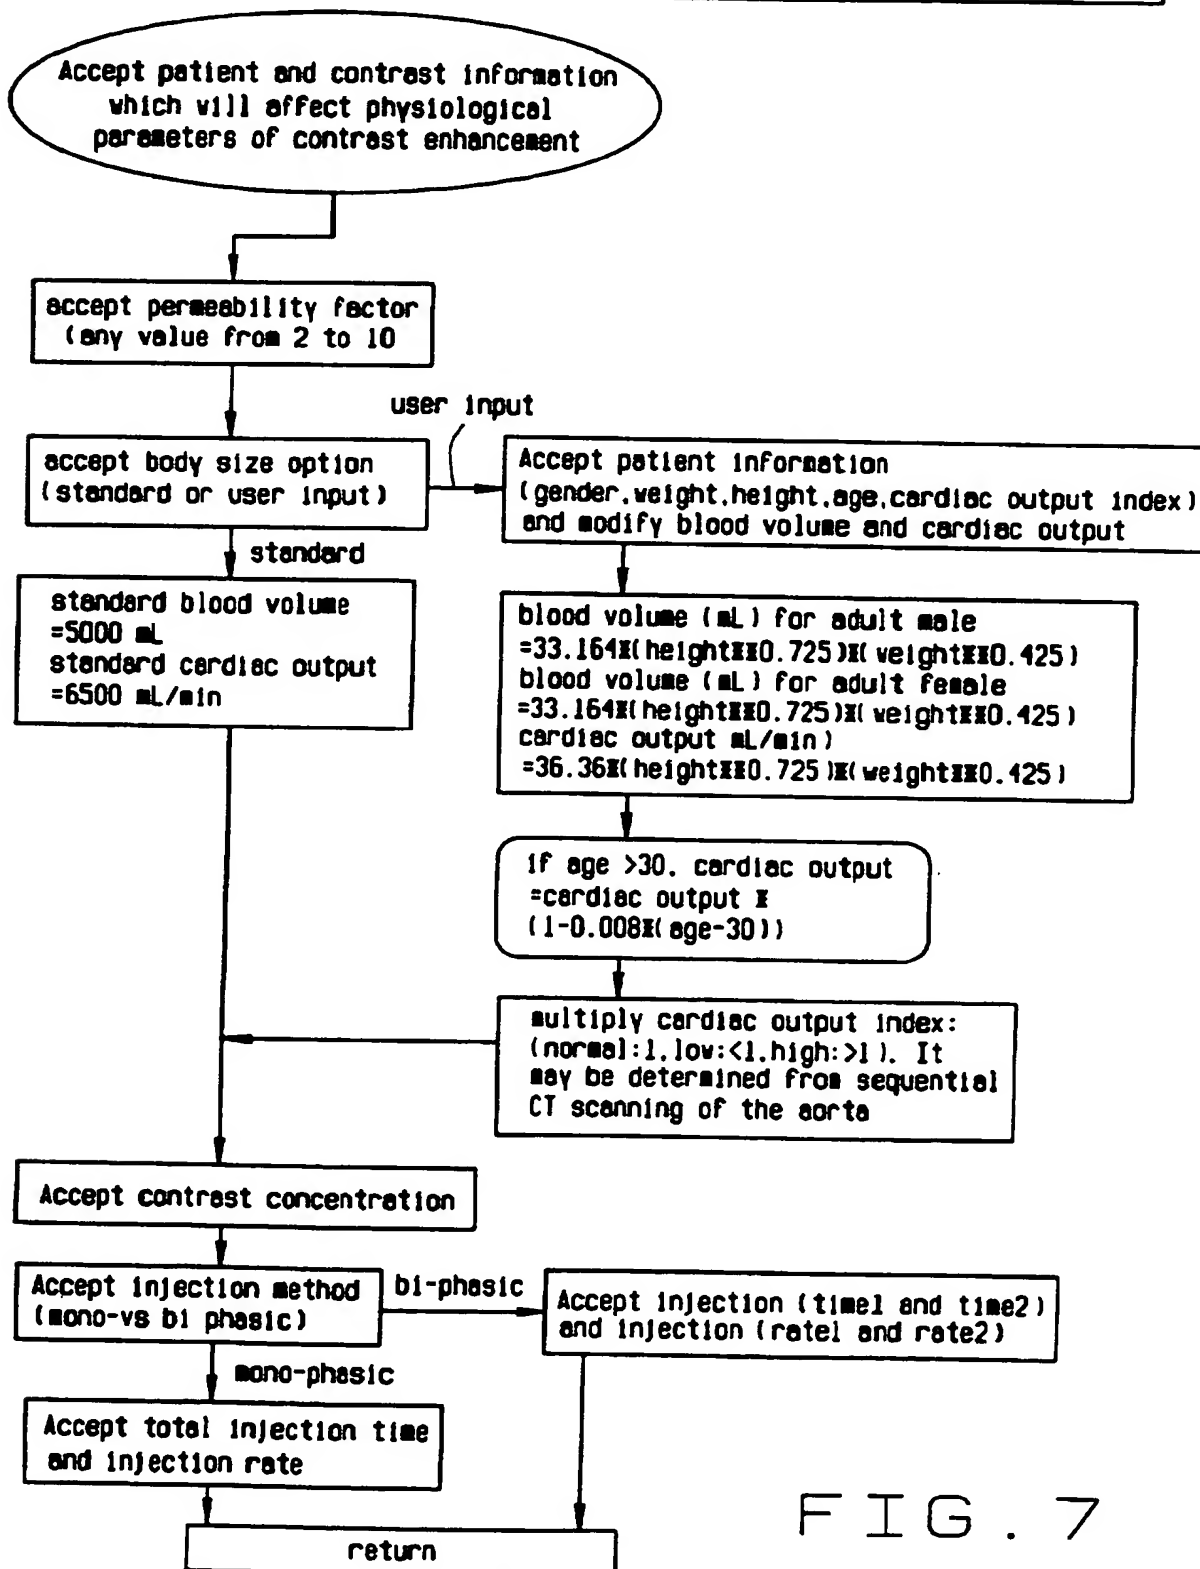 Accept patient and contrast information
which will affect physiological
parameters of contrast enhancement
accept permeability factor
(any value from 2 to 10
user input
accept body size option
(standard or user input)
Accept patient information
(gender,weight,height,age,cardiac output index)
and modify blood volume and cardiac output
standard
standard blood volume
=5000 mL
standard cardiac output
=6500 mL/min
blood volume (mL) for adult male
=33.164*(height**0.725)*(weight**0.425)
blood volume (mL) for adult female
=33.164*(height**0.725)*(weight**0.425)
cardiac output mL/min)
=36.36*(height**0.725)*(weight**0.425)
if age >30, cardiac output
=cardiac output *
(1-0.008*(age-30))
multiply cardiac output index:
(normal:1,low:<1,high:>1). It
may be determined from sequential
CT scanning of the aorta
Accept contrast concentration
Accept injection method
(mono-vs bi phasic)
bi-phasic
Accept injection (time1 and time2)
and injection (rate1 and rate2)
mono-phasic
Accept total injection time
and injection rate
return
FIG. 7